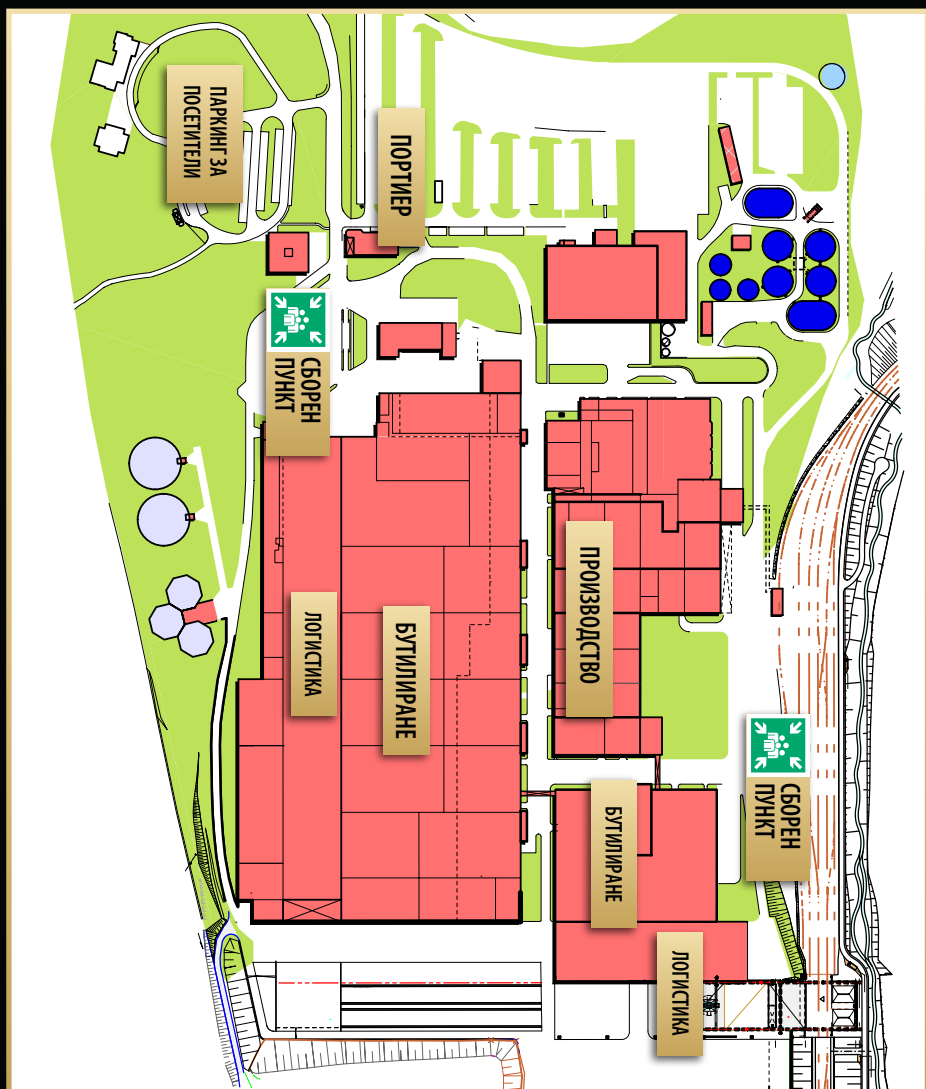 ПАРКИНГ ЗА
ПОСЕТИТЕЛИ
ПОРТИЕР
СБОРЕН
ПУНКТ
ПРОИЗВОДСТВО
ЛОГИСТИКА
БУТИЛИРАНЕ
СБОРЕН
ПУНКТ
БУТИЛИРАНЕ
ЛОГИСТИКА